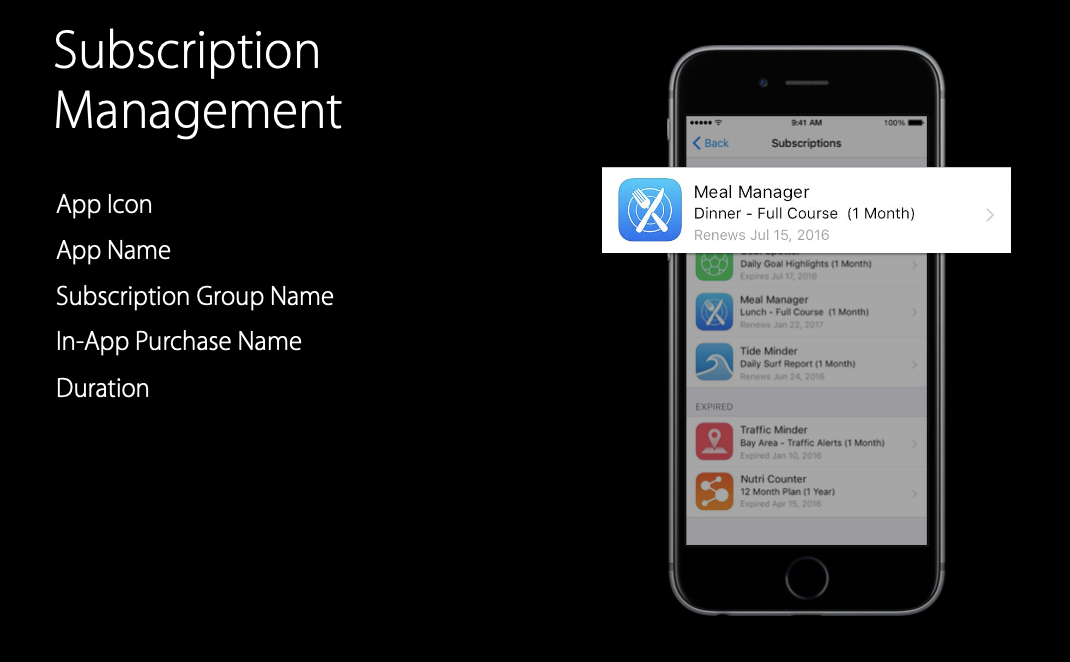 Subscription
Management
App Icon
App Name
Subscription Group Name
In-App Purchase Name
Duration
9:41 AM
100%
Back
Subscriptions
Meal Manager
Dinner - Full Course (1 Month)
Renews Jul 15, 2016
Daily Goal Highlights (1 Month)
Expires Jul 17, 2016
Meal Manager
Lunch - Full Course (1 Month)
Renews Jan 22, 2017
Tide Minder
Daily Surf Report (1 Month)
Renews Jun 24, 2016
EXPIRED
Traffic Minder
Bay Area - Traffic Alerts (1 Month)
Expired Jan 10, 2016
Nutri Counter
12 Month Plan (1 Year)
Expired Apr 15, 2016